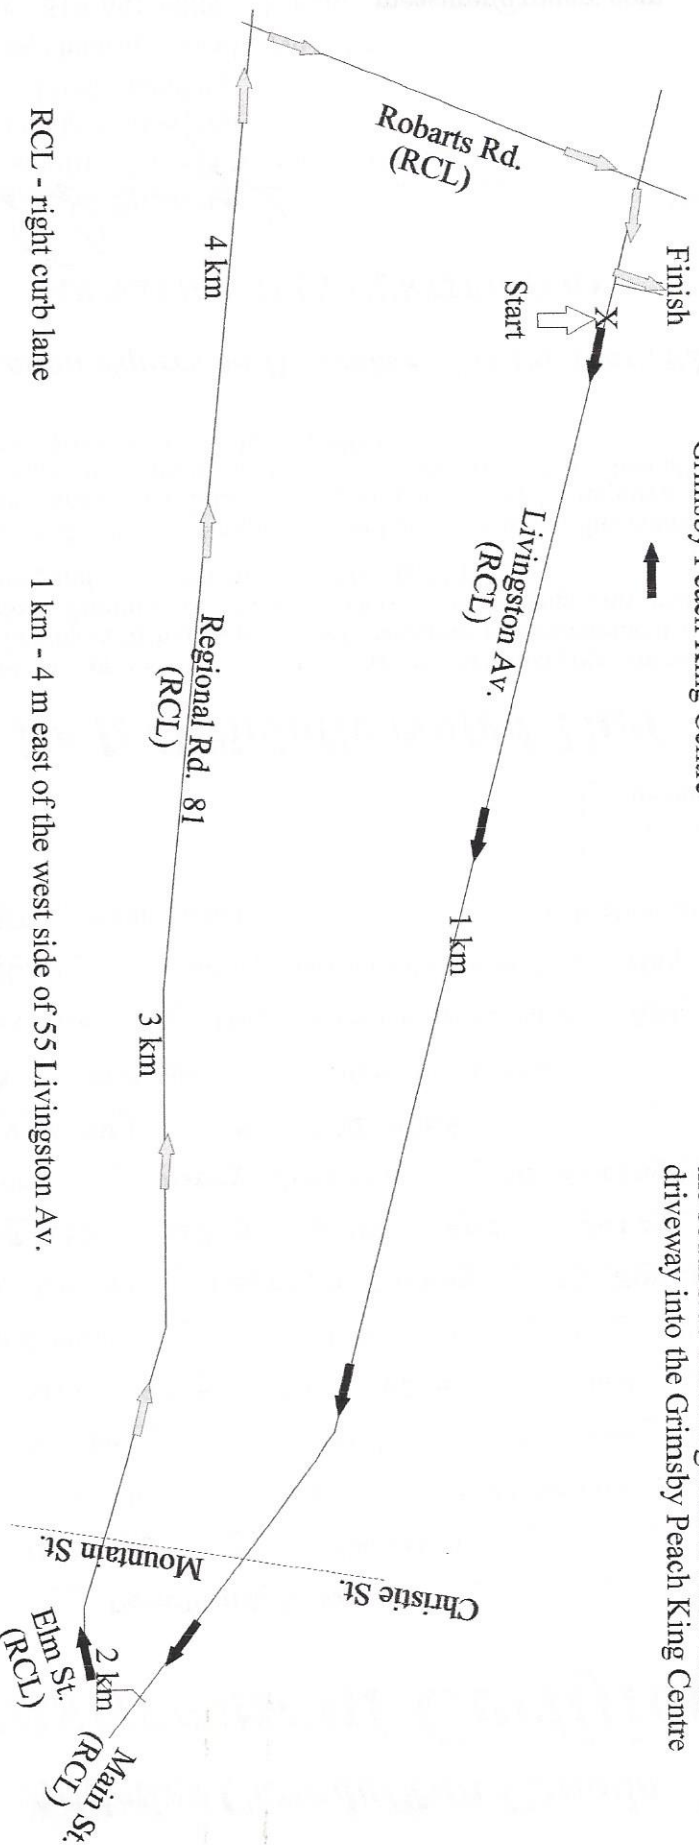 Grimsby Peach King Centre
driveway into the Grimsby Peach King Centre
Finish
Start
Robarts Rd.
(RCL)
Livingston Av.
(RCL)
1 km
4 km
Regional Rd. 81
(RCL)
3 km
Christie St.
Mountain St.
2 km
Elm St.
(RCL)
Main St.
(RCL)
RCL - right curb lane
1 km - 4 m east of the west side of 55 Livingston Av.